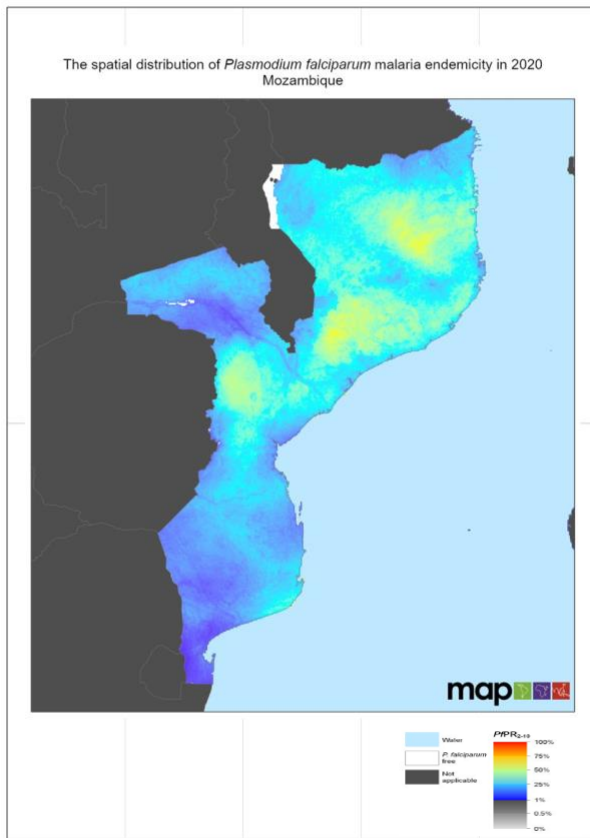 The spatial distribution of Plasmodium falciparum malaria endemicity in 2020
Mozambique
map
Water
P. falciparum
free
Not
applicable
PfPR2-10
100%
75%
50%
25%
1%
0.5%
0%